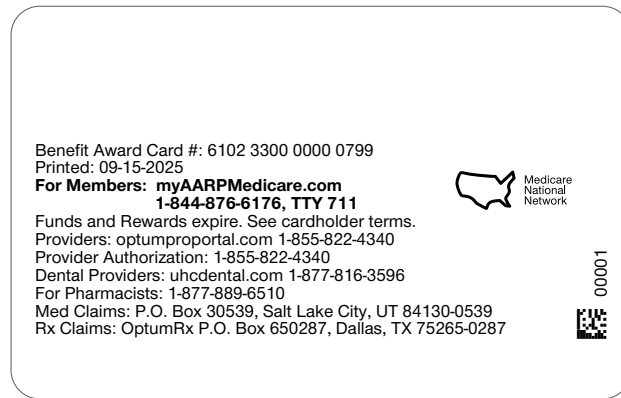 Benefit Award Card #: 6102 3300 0000 0799
Printed: 09-15-2025
For Members: myAARPMedicare.com
1-844-876-6176, TTY 711
Funds and Rewards expire. See cardholder terms.
Providers: optumproportal.com 1-855-822-4340
Provider Authorization: 1-855-822-4340
Dental Providers: uhcdental.com 1-877-816-3596
For Pharmacists: 1-877-889-6510
Med Claims: P.O. Box 30539, Salt Lake City, UT 84130-0539
Rx Claims: OptumRx P.O. Box 650287, Dallas, TX 75265-0287
Medicare
National
Network
00001